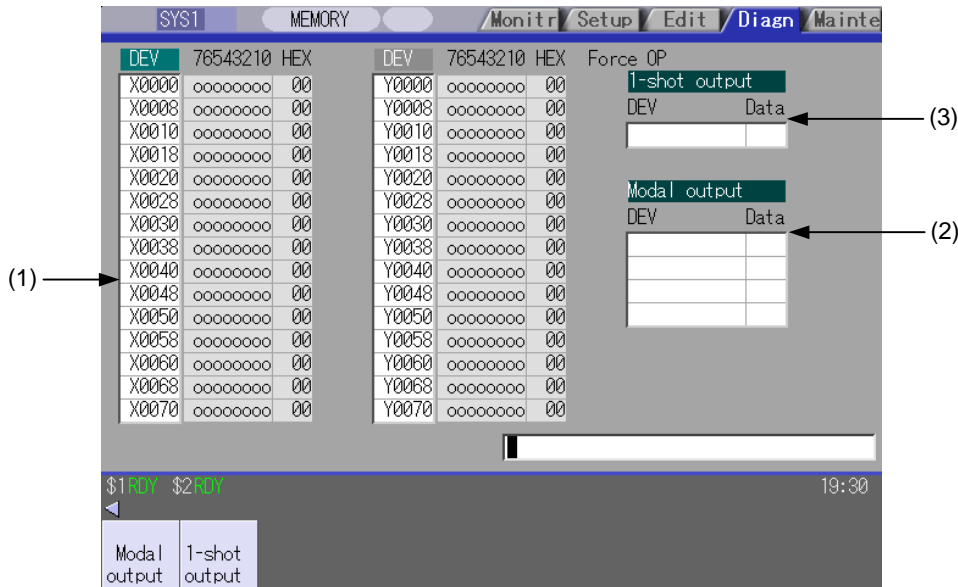 SYS1 MEMORY Monitr Setup Edit Diagn Mainte
DEV 76543210 HEX DEV 76543210 HEX Force OP
X0000 oooooooo 00 Y0000 oooooooo 00 1-shot output
X0008 oooooooo 00 Y0008 oooooooo 00 DEV Data (3)
X0010 oooooooo 00 Y0010 oooooooo 00
X0018 oooooooo 00 Y0018 oooooooo 00
X0020 oooooooo 00 Y0020 oooooooo 00
X0028 oooooooo 00 Y0028 oooooooo 00 Modal output
X0030 oooooooo 00 Y0030 oooooooo 00 DEV Data (2)
X0038 oooooooo 00 Y0038 oooooooo 00
(1) X0040 oooooooo 00 Y0040 oooooooo 00
X0048 oooooooo 00 Y0048 oooooooo 00
X0050 oooooooo 00 Y0050 oooooooo 00
X0058 oooooooo 00 Y0058 oooooooo 00
X0060 oooooooo 00 Y0060 oooooooo 00
X0068 oooooooo 00 Y0068 oooooooo 00
X0070 oooooooo 00 Y0070 oooooooo 00
$1RDY $2RDY 19:30
Modal 1-shot
output output